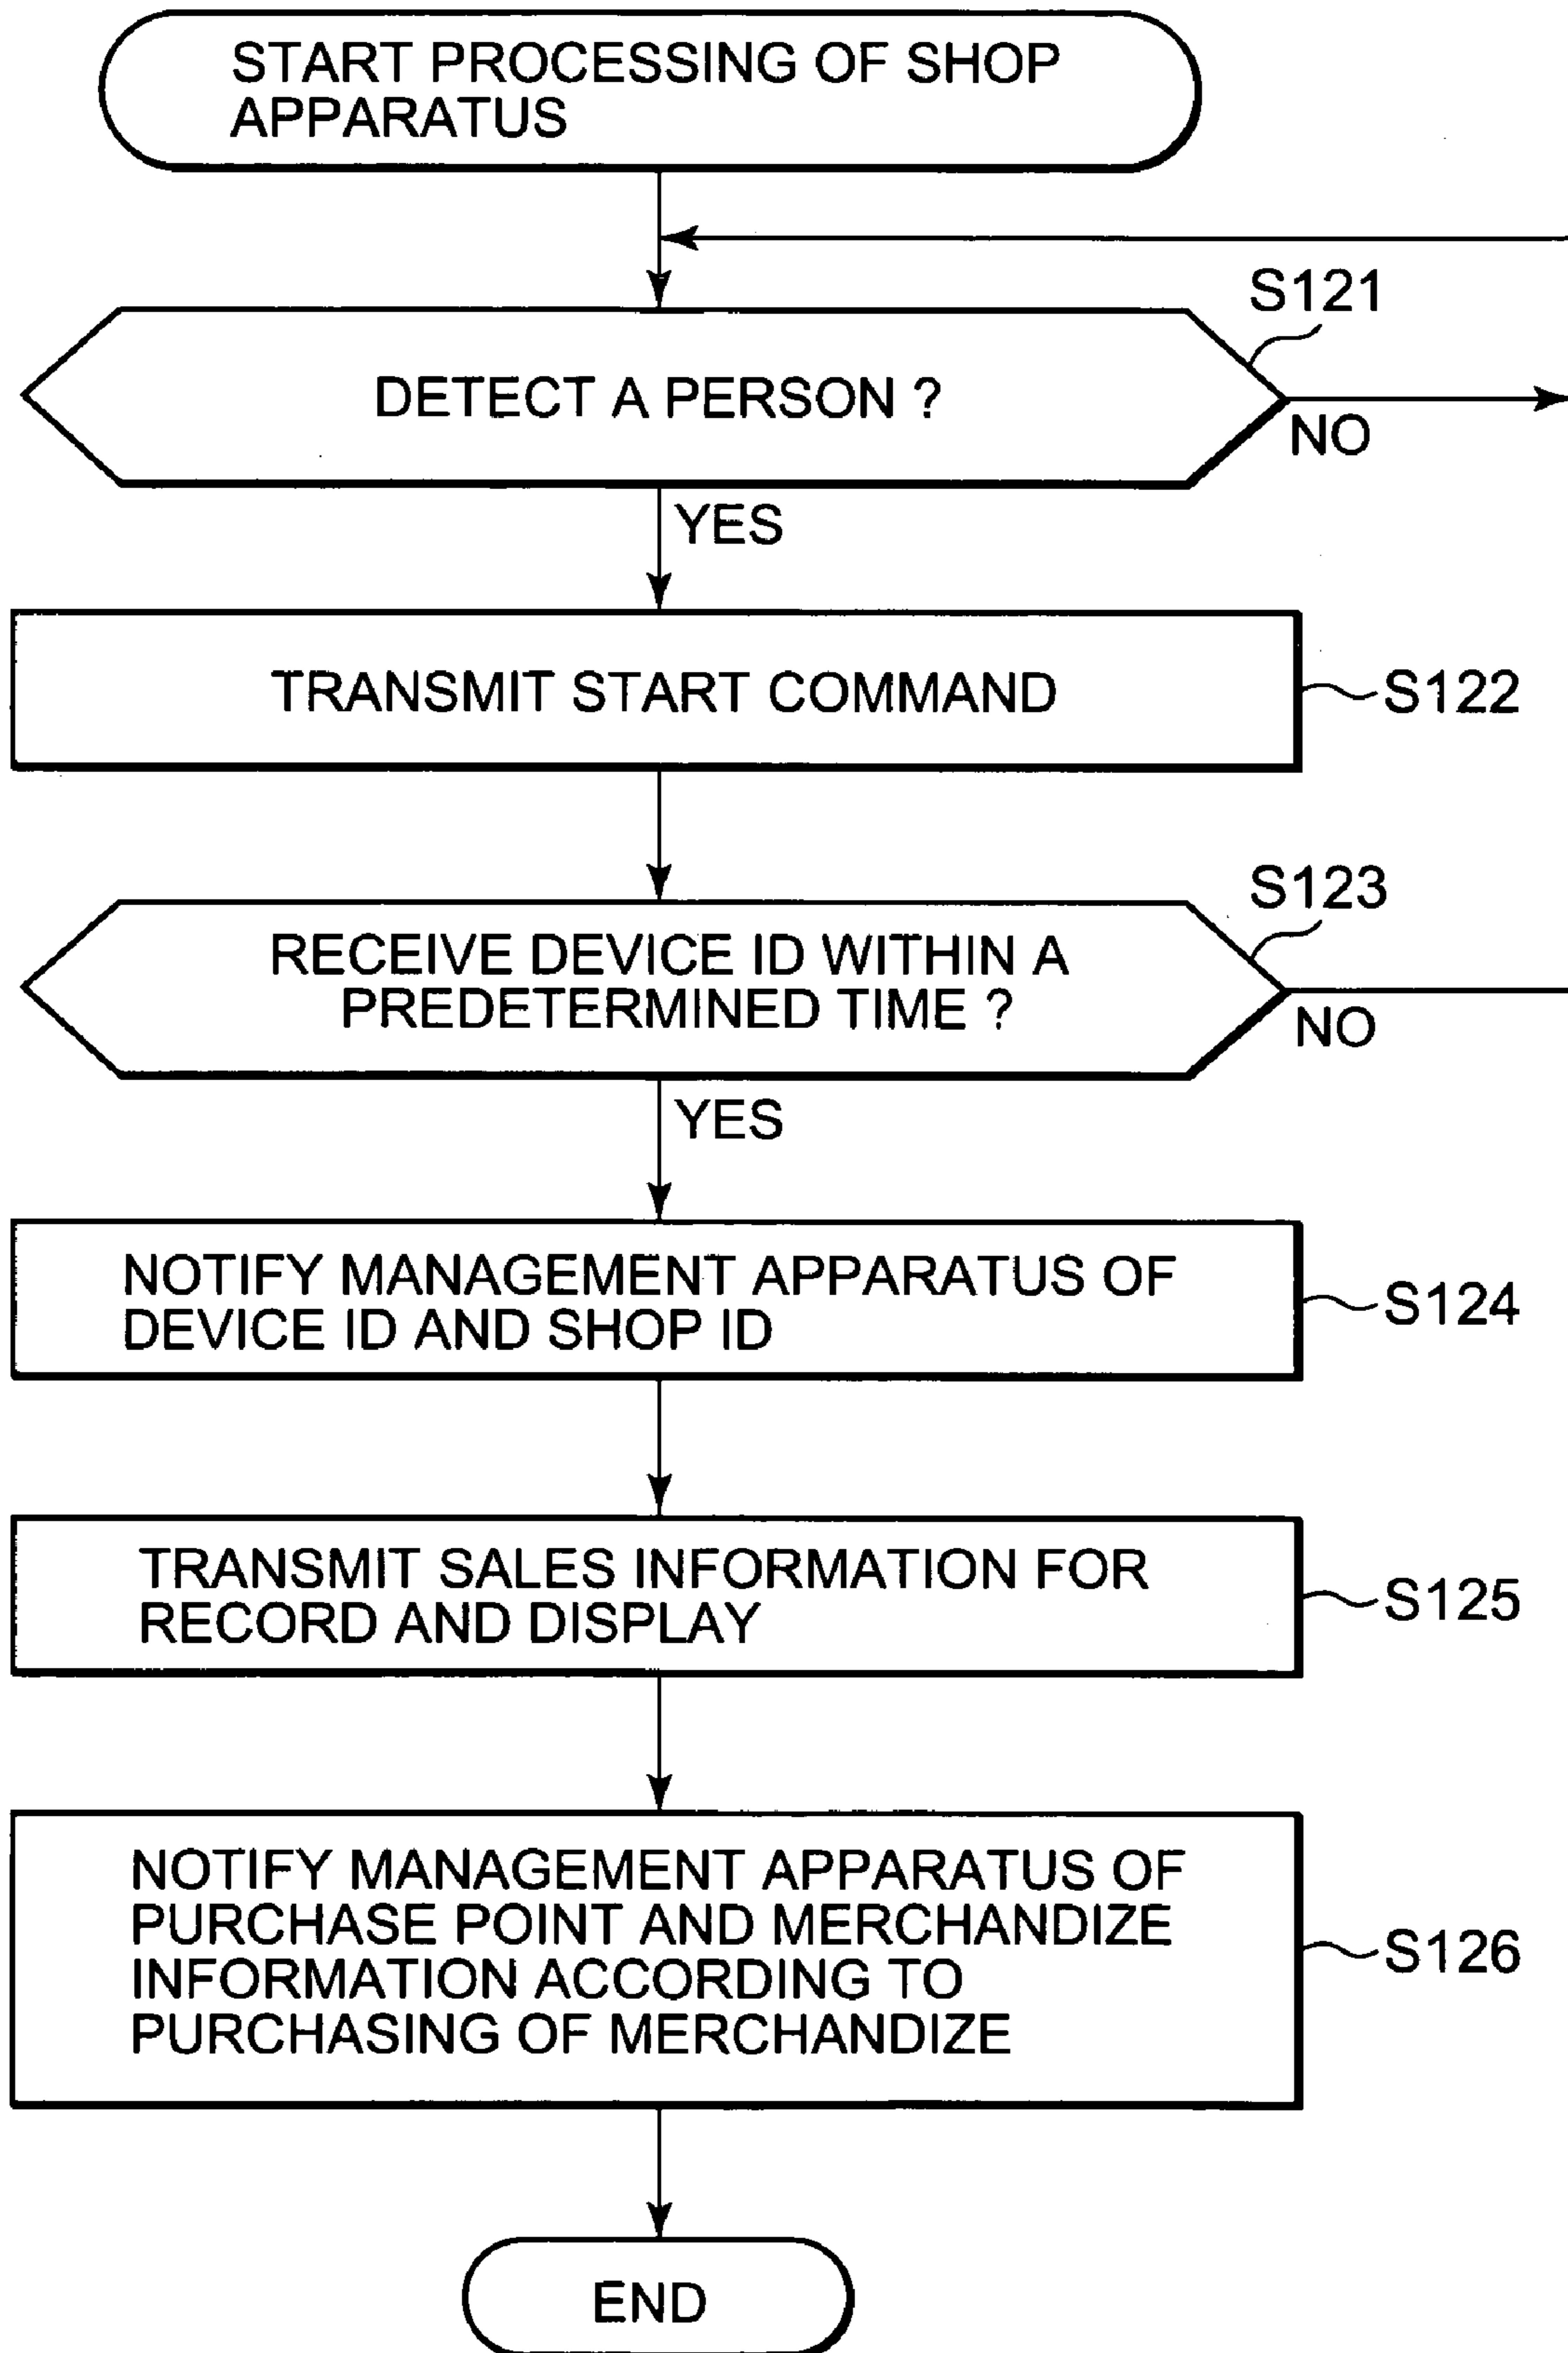 START PROCESSING OF SHOP
APPARATUS
S121
DETECT A PERSON ?
NO
YES
TRANSMIT START COMMAND
S122
S123
RECEIVE DEVICE ID WITHIN A
PREDETERMINED TIME ?
NO
YES
NOTIFY MANAGEMENT APPARATUS OF
DEVICE ID AND SHOP ID
S124
TRANSMIT SALES INFORMATION FOR
RECORD AND DISPLAY
S125
NOTIFY MANAGEMENT APPARATUS OF
PURCHASE POINT AND MERCHANDIZE
INFORMATION ACCORDING TO
PURCHASING OF MERCHANDIZE
S126
END